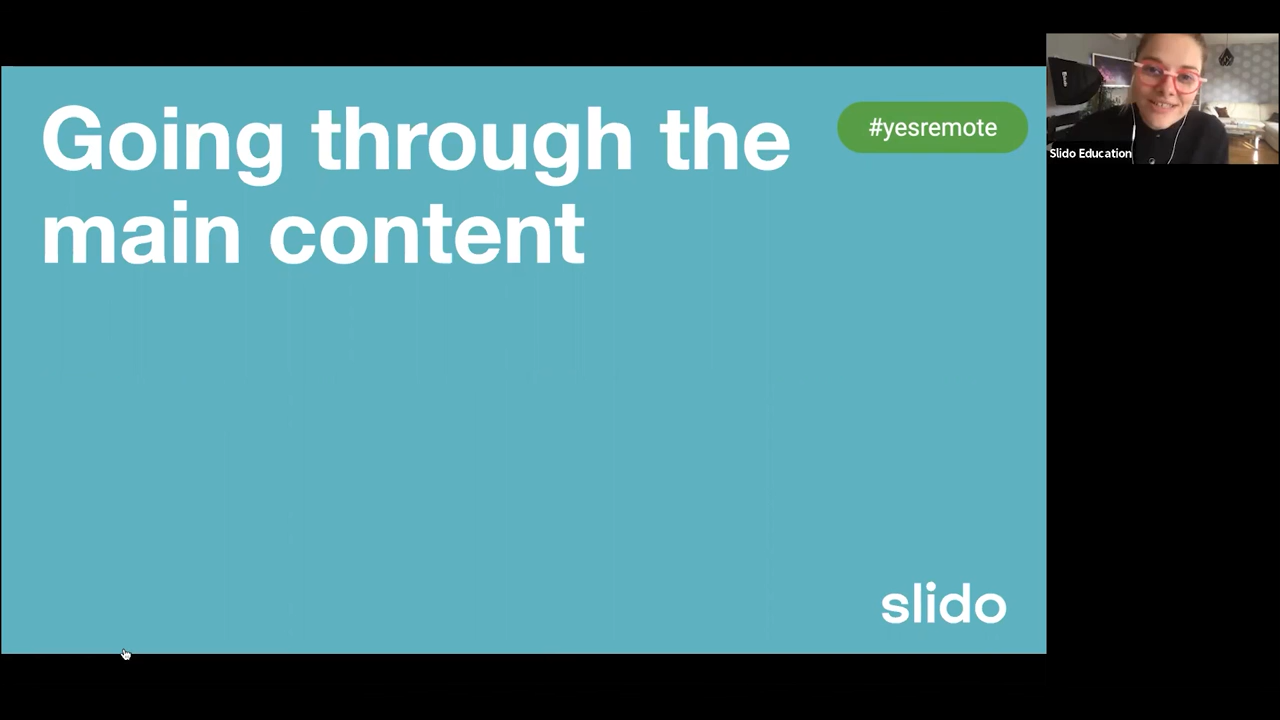 Going through the
main content
#yesremote
Slido Education
slido